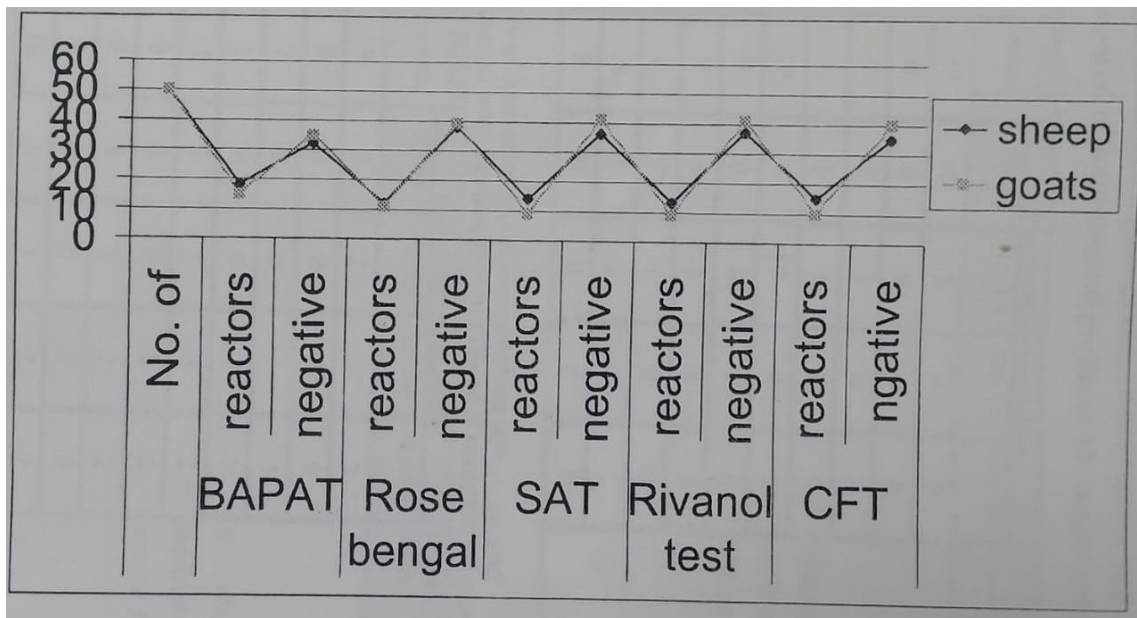 60
50
40
30
20
10
0
sheep
goats
No. of
reactors
negative
reactors
negative
reactors
negative
reactors
negative
reactors
ngative
BAPAT
Rose
bengal
SAT
Rivanol
test
CFT